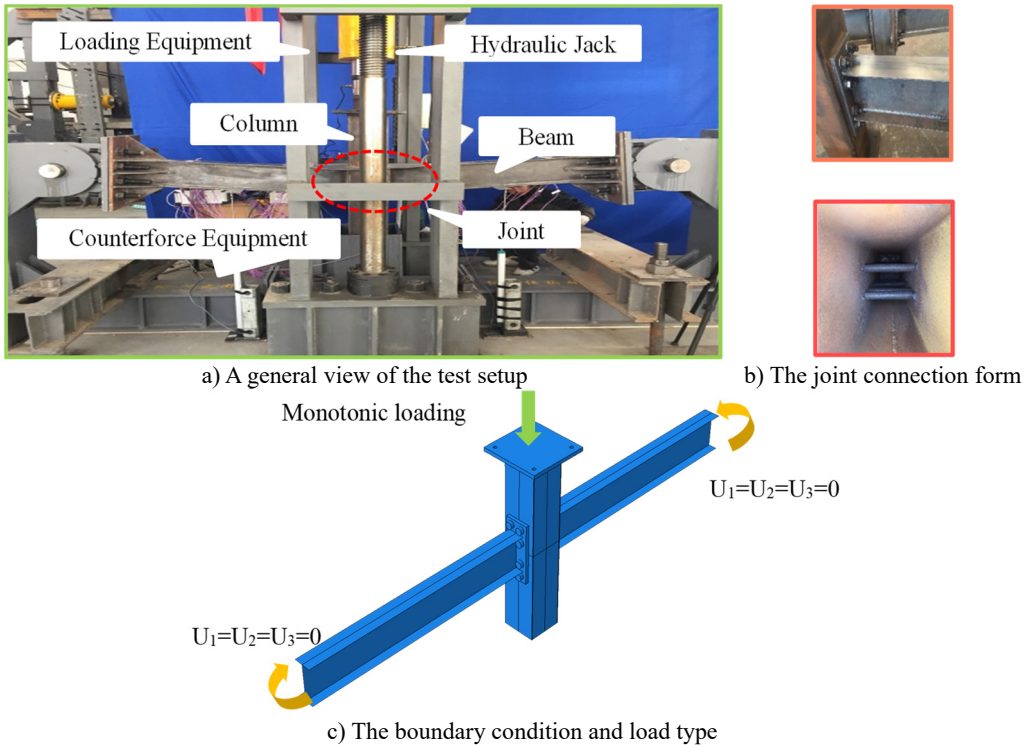 Loading Equipment
Hydraulic Jack
Column
Beam
Counterforce Equipment
Joint
a) A general view of the test setup
b) The joint connection form
Monotonic loading
U₁=U₂=U₃=0
U₁=U₂=U₃=0
c) The boundary condition and load type